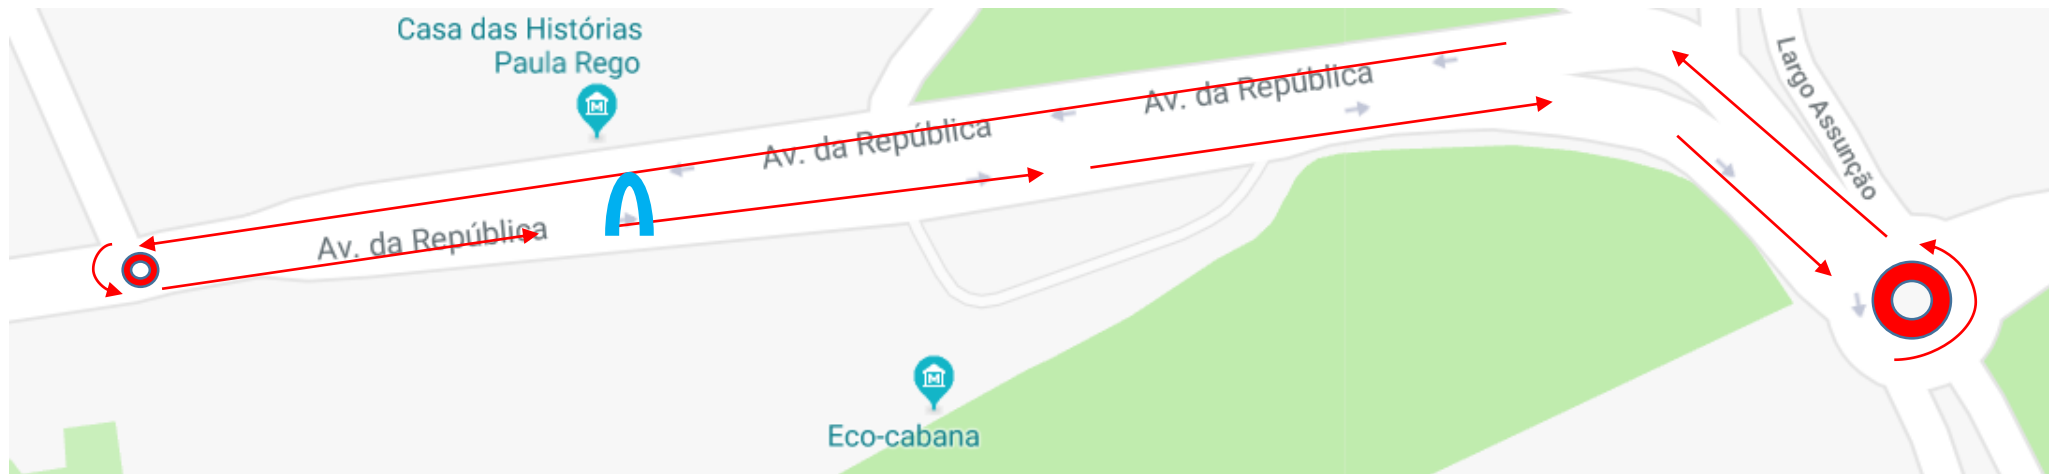 Casa das Histórias
Paula Rego
Av. da República
Av. da República
Av. da República
Largo Assunção
Eco-cabana